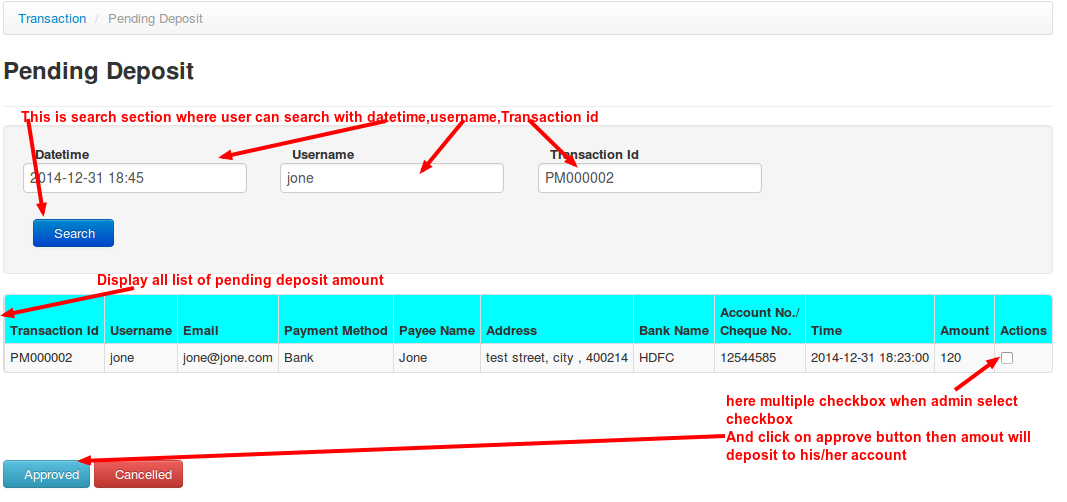 Transaction / Pending Deposit
Pending Deposit
This is search section where user can search with datetime,username,Transaction id
Datetime Username Transaction Id
2014-12-31 18:45 jone PM000002
Search
Display all list of pending deposit amount
Account No./
Transaction Id Username Email Payment Method Payee Name Address Bank Name Cheque No. Time Amount Actions
PM000002 jone jone@jone.com Bank Jone test street, city , 400214 HDFC 12544585 2014-12-31 18:23:00 120
here multiple checkbox when admin select
checkbox
And click on approve button then amout will
deposit to his/her account
Approved Cancelled